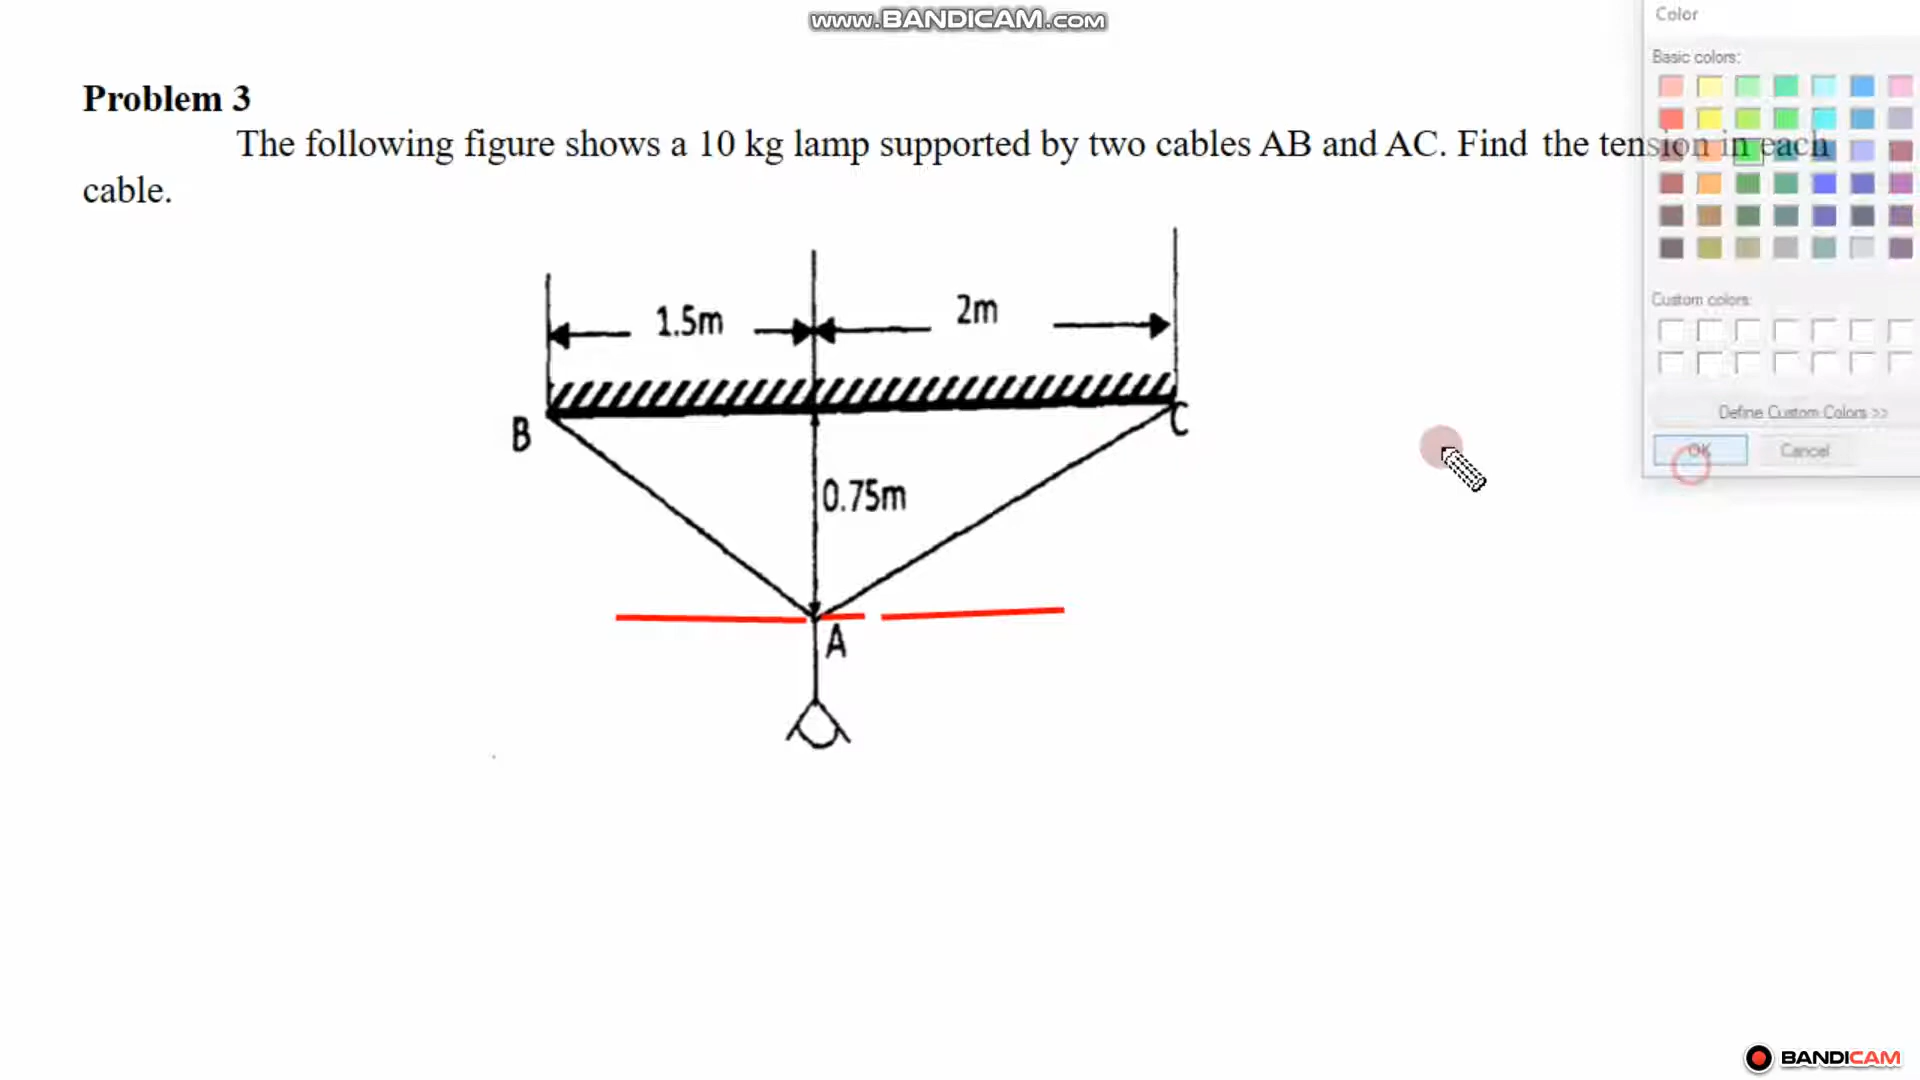 www.BANDICAM.com
Color
Basic colors:
Problem 3
The following figure shows a 10 kg lamp supported by two cables AB and AC. Find the tension in each
cable.
Custom colors:
1.5m
2m
Define Custom Colors >>
B
C
OK
Cancel
0.75m
A
BANDICAM